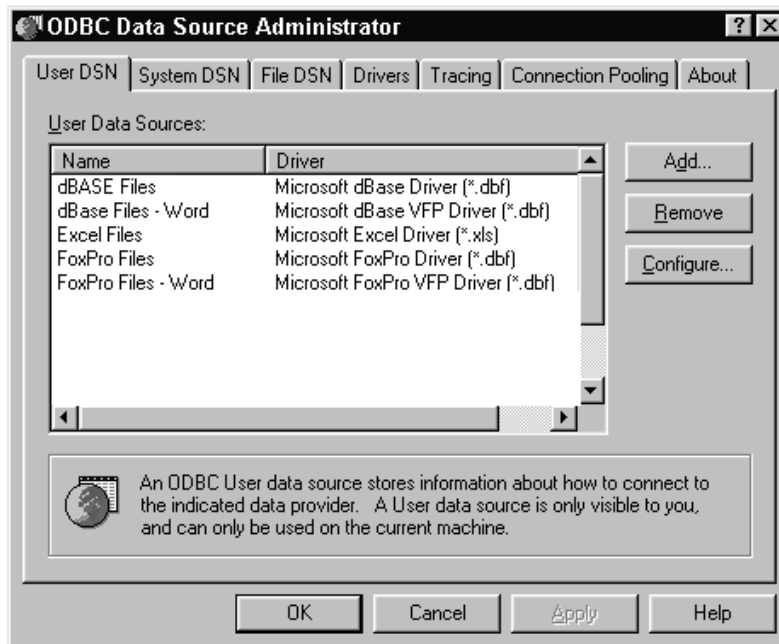 ODBC Data Source Administrator
User DSN System DSN File DSN Drivers Tracing Connection Pooling About
User Data Sources:
Name Driver
dBASE Files Microsoft dBase Driver (*.dbf)
dBase Files - Word Microsoft dBase VFP Driver (*.dbf)
Excel Files Microsoft Excel Driver (*.xls)
FoxPro Files Microsoft FoxPro Driver (*.dbf)
FoxPro Files - Word Microsoft FoxPro VFP Driver (*.dbf)
Add...
Remove
Configure...
An ODBC User data source stores information about how to connect to
the indicated data provider. A User data source is only visible to you,
and can only be used on the current machine.
OK Cancel Apply Help